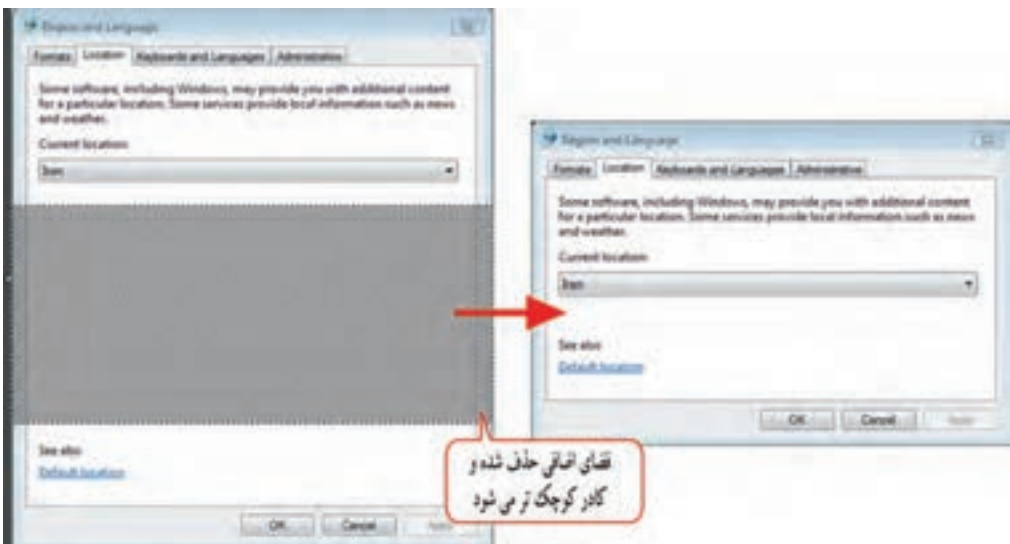 Region and Language
Formats Location Keyboards and Languages Administrative
Some software, including Windows, may provide you with additional content
for a particular location. Some services provide local information such as news
and weather.
Current location:
Iran
See also
Default location
OK Cancel Apply
Region and Language
Formats Location Keyboards and Languages Administrative
Some software, including Windows, may provide you with additional content
for a particular location. Some services provide local information such as news
and weather.
Current location:
Iran
See also
Default location
OK Cancel Apply
فضای اضافی حذف شده و
کادر کوچک تر می شود